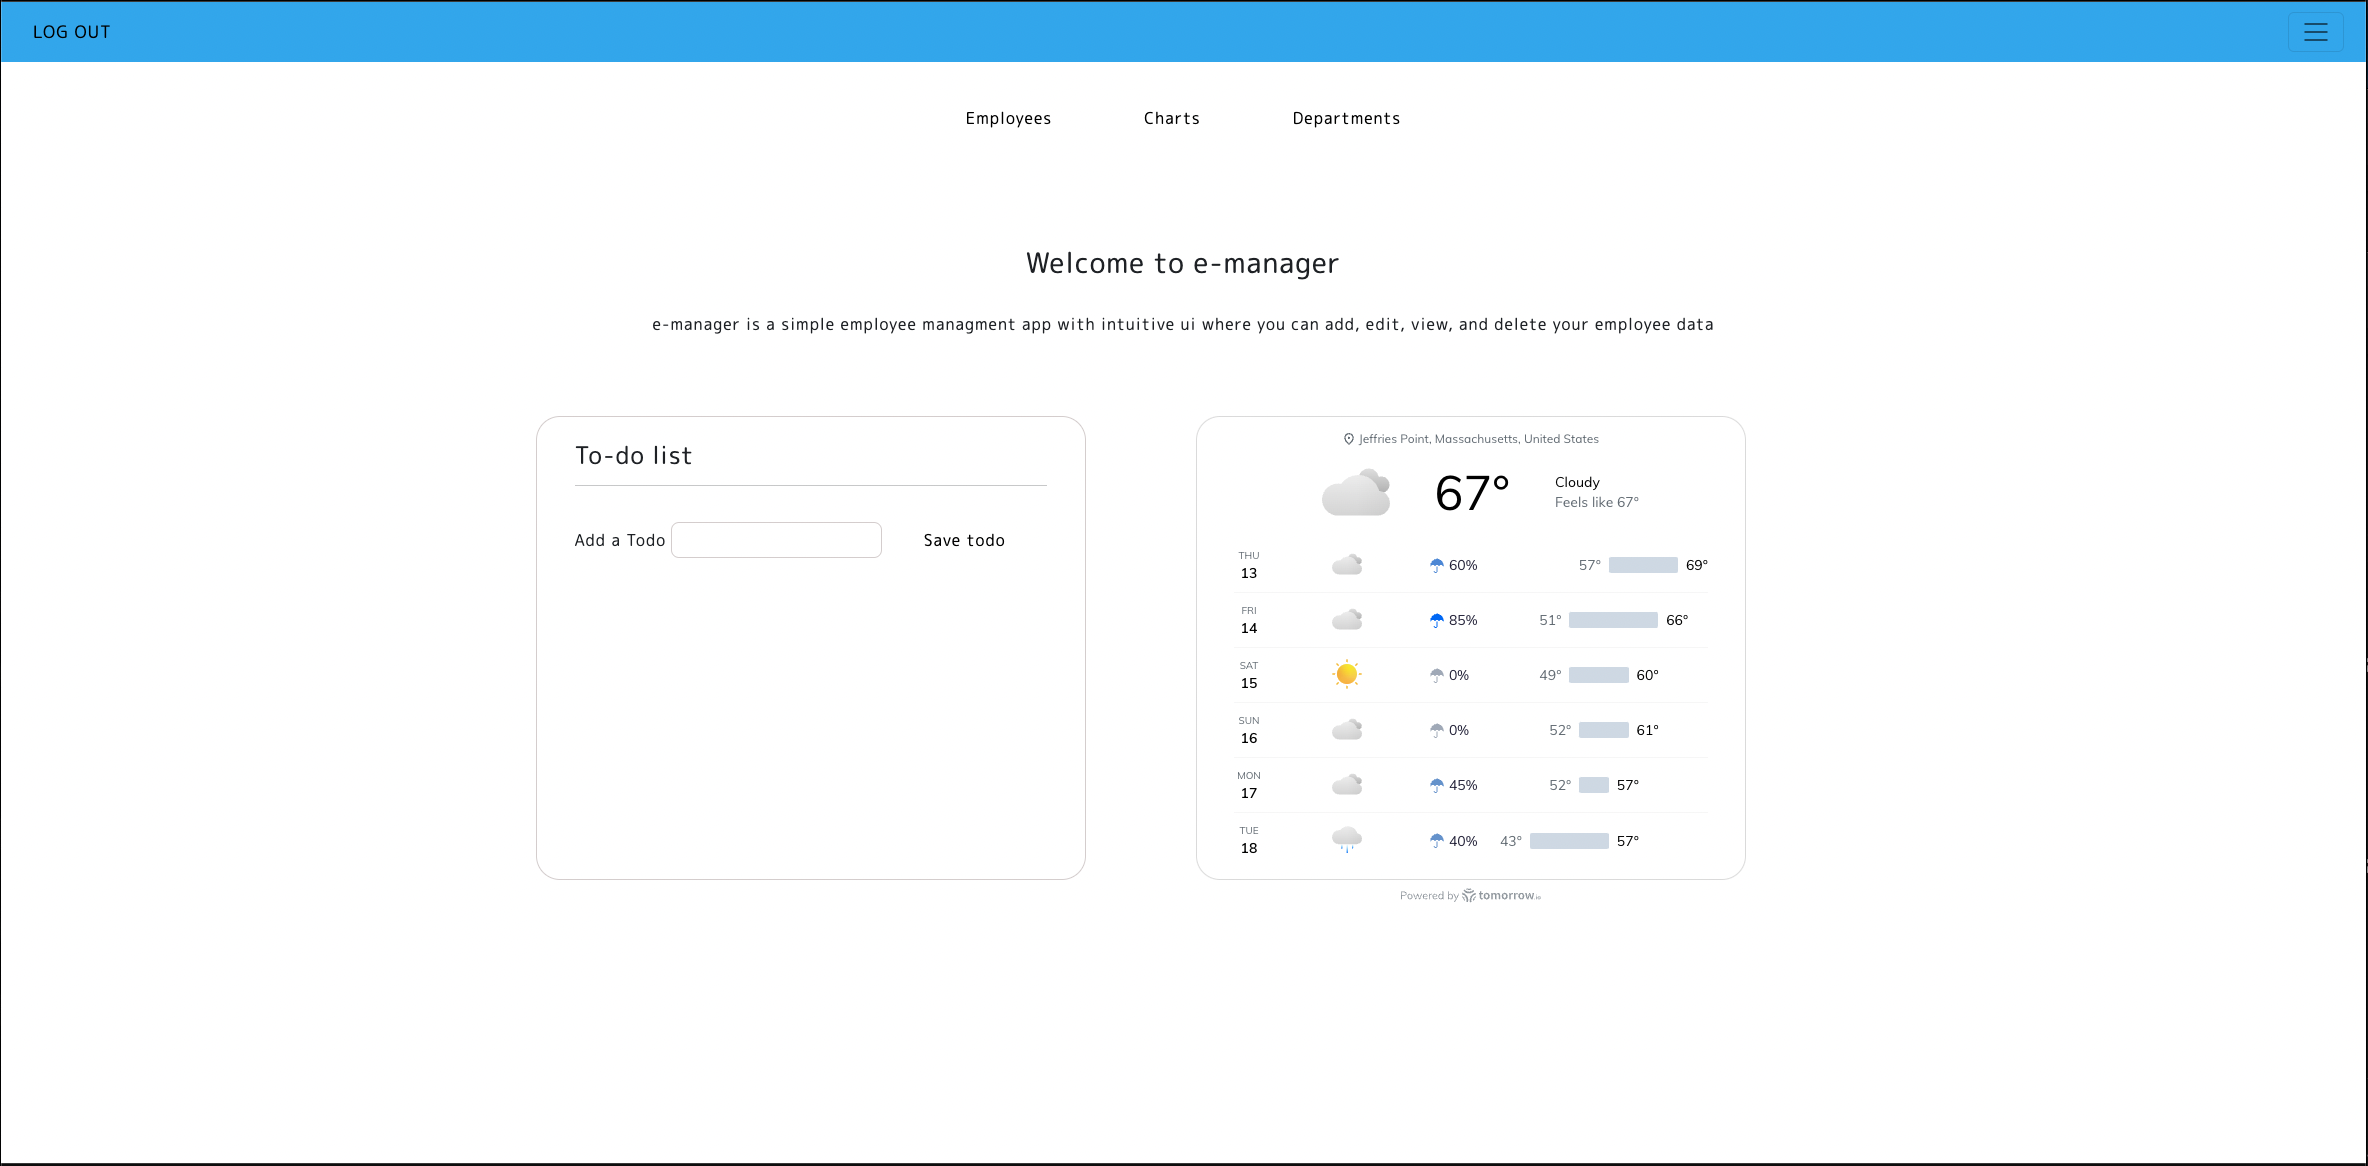 LOG OUT
Employees Charts Departments
Welcome to e-manager
e-manager is a simple employee managment app with intuitive ui where you can add, edit, view, and delete your employee data
To-do list
Add a Todo Save todo
Jeffries Point, Massachusetts, United States
67° Cloudy
Feels like 67°
THU
13 60% 57° 69°
FRI
14 85% 51° 66°
SAT
15 0% 49° 60°
SUN
16 0% 52° 61°
MON
17 45% 52° 57°
TUE
18 40% 43° 57°
Powered by tomorrow.io